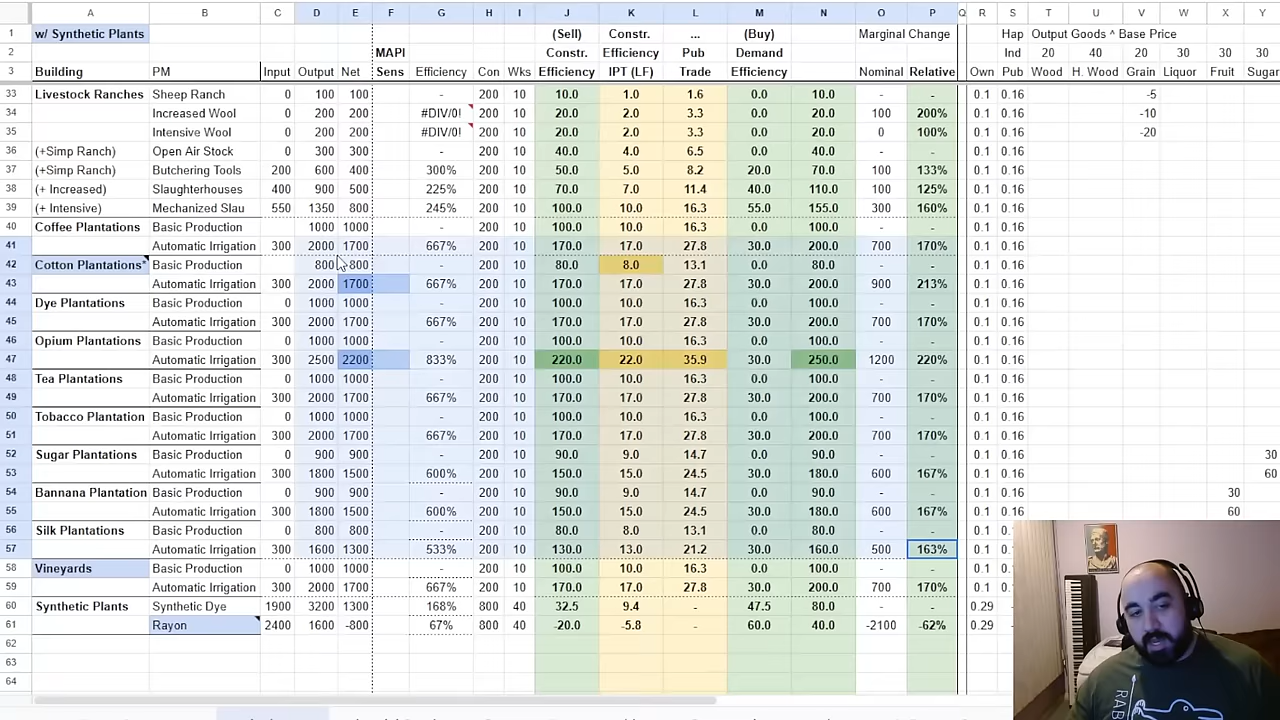 A B C D E F G H I J K L M N O P Q R S T U V W X Y
1 w/ Synthetic Plants (Sell) Constr. ... (Buy) Marginal Change Hap Output Goods ^ Base Price
2 MAPI Constr. Efficiency Pub Demand Ind 20 40 20 30 30 30
3 Building PM Input Output Net Sens Efficiency Con Wks Efficiency IPT (LF) Trade Efficiency Nominal Relative Own Pub Wood H. Wood Grain Liquor Fruit Sugar
33 Livestock Ranches Sheep Ranch 0 100 100 - 200 10 10.0 1.0 1.6 0.0 10.0 - - 0.1 0.16 -5
34 Increased Wool 0 200 200 #DIV/0! 200 10 20.0 2.0 3.3 0.0 20.0 100 200% 0.1 0.16 -10
35 Intensive Wool 0 200 200 #DIV/0! 200 10 20.0 2.0 3.3 0.0 20.0 0 100% 0.1 0.16 -20
36 (+Simp Ranch) Open Air Stock 0 300 300 - 200 10 40.0 4.0 6.5 0.0 40.0 - - 0.1 0.16
37 (+Simp Ranch) Butchering Tools 200 600 400 300% 200 10 50.0 5.0 8.2 20.0 70.0 100 133% 0.1 0.16
38 (+ Increased) Slaughterhouses 400 900 500 225% 200 10 70.0 7.0 11.4 40.0 110.0 100 125% 0.1 0.16
39 (+ Intensive) Mechanized Slau 550 1350 800 245% 200 10 100.0 10.0 16.3 55.0 155.0 300 160% 0.1 0.16
40 Coffee Plantations Basic Production 1000 1000 - 200 10 100.0 10.0 16.3 0.0 100.0 - - 0.1 0.16
41 Automatic Irrigation 300 2000 1700 667% 200 10 170.0 17.0 27.8 30.0 200.0 700 170% 0.1 0.16
42 Cotton Plantations* Basic Production 800 800 - 200 10 80.0 8.0 13.1 0.0 80.0 - - 0.1 0.16
43 Automatic Irrigation 300 2000 1700 667% 200 10 170.0 17.0 27.8 30.0 200.0 900 213% 0.1 0.16
44 Dye Plantations Basic Production 0 1000 1000 - 200 10 100.0 10.0 16.3 0.0 100.0 - - 0.1 0.16
45 Automatic Irrigation 300 2000 1700 667% 200 10 170.0 17.0 27.8 30.0 200.0 700 170% 0.1 0.16
46 Opium Plantations Basic Production 0 1000 1000 - 200 10 100.0 10.0 16.3 0.0 100.0 - - 0.1 0.16
47 Automatic Irrigation 300 2500 2200 833% 200 10 220.0 22.0 35.9 30.0 250.0 1200 220% 0.1 0.16
48 Tea Plantations Basic Production 0 1000 1000 - 200 10 100.0 10.0 16.3 0.0 100.0 - - 0.1 0.16
49 Automatic Irrigation 300 2000 1700 667% 200 10 170.0 17.0 27.8 30.0 200.0 700 170% 0.1 0.16
50 Tobacco Plantation Basic Production 0 1000 1000 - 200 10 100.0 10.0 16.3 0.0 100.0 - - 0.1 0.16
51 Automatic Irrigation 300 2000 1700 667% 200 10 170.0 17.0 27.8 30.0 200.0 700 170% 0.1 0.16
52 Sugar Plantations Basic Production 0 900 900 - 200 10 90.0 9.0 14.7 0.0 90.0 - - 0.1 0.16 30
53 Automatic Irrigation 300 1800 1500 600% 200 10 150.0 15.0 24.5 30.0 180.0 600 167% 0.1 0.16 60
54 Bannana Plantation Basic Production 0 900 900 - 200 10 90.0 9.0 14.7 0.0 90.0 - - 0.1 0.16 30
55 Automatic Irrigation 300 1800 1500 600% 200 10 150.0 15.0 24.5 30.0 180.0 600 167% 0.1 0.16 60
56 Silk Plantations Basic Production 0 800 800 - 200 10 80.0 8.0 13.1 0.0 80.0 - - 0.1
57 Automatic Irrigation 300 1600 1300 533% 200 10 130.0 13.0 21.2 30.0 160.0 500 163% 0.1
58 Vineyards Basic Production 0 1000 1000 - 200 10 100.0 10.0 16.3 0.0 100.0 - - 0.1
59 Automatic Irrigation 300 2000 1700 667% 200 10 170.0 17.0 27.8 30.0 200.0 700 170% 0.1
60 Synthetic Plants Synthetic Dye 1900 3200 1300 168% 800 40 32.5 9.4 - 47.5 80.0 - - 0.29
61 Rayon 2400 1600 -800 67% 800 40 -20.0 -5.8 - 60.0 40.0 -2100 -62% 0.29
62
63
64
RAB